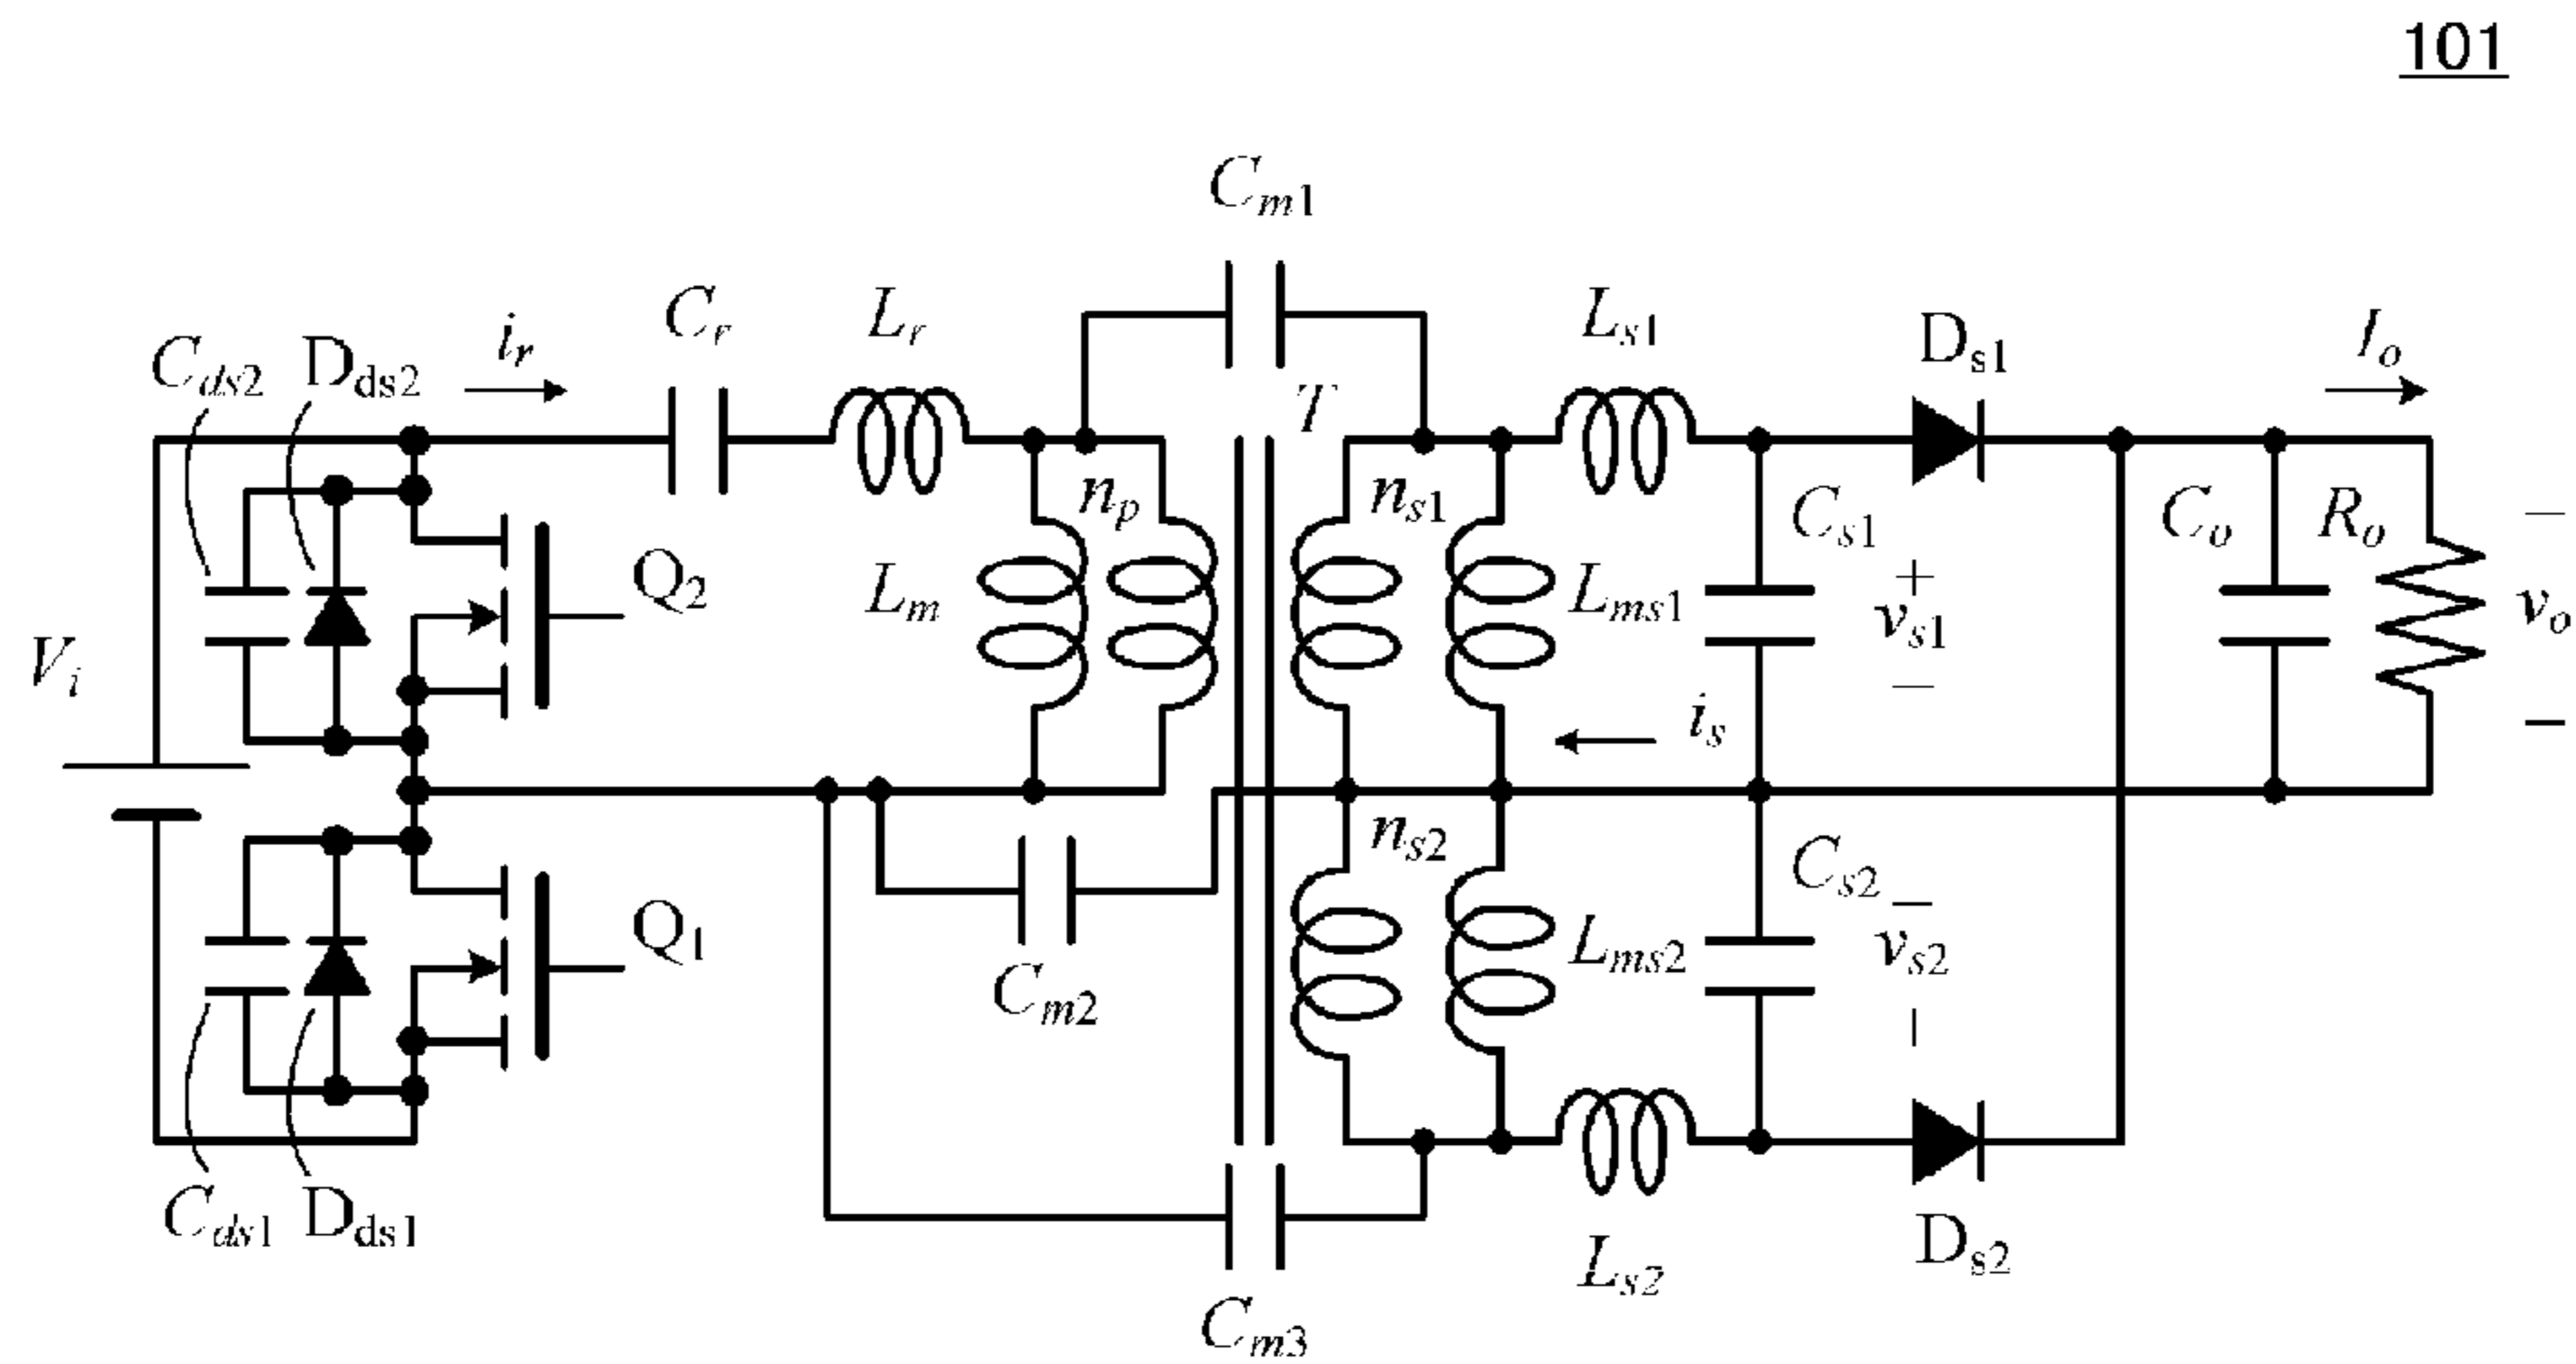 101
Cm1
Cds2 Dds2 ir Cr Lr T Ls1 Ds1 Io
np ns1 Cs1 Co Ro −
Q2 Lm Lms1 + vs1 − vo
Vi is −
ns2 Cs2
Q1 Cm2 Lms2 − vs2 +
Cds1 Dds1 Ls2 Ds2
Cm3